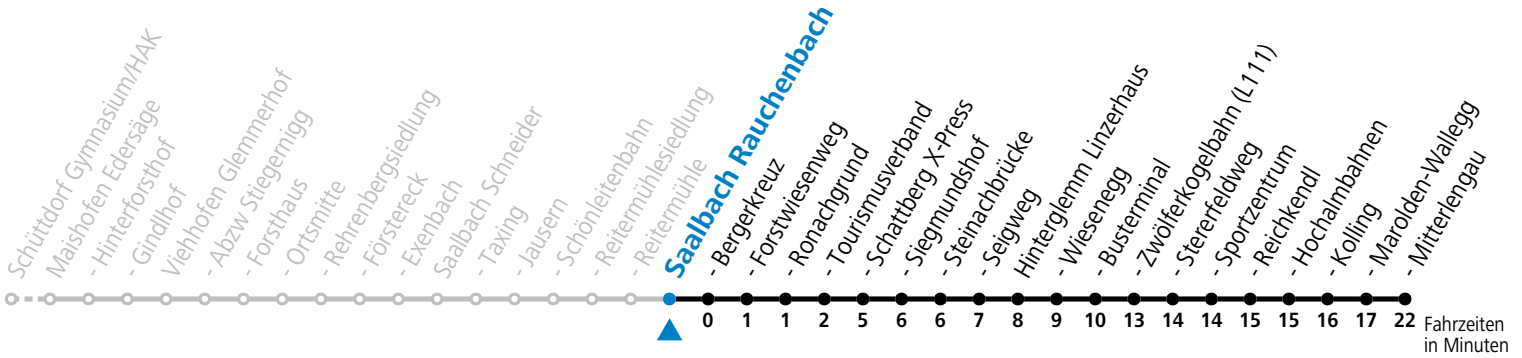 Schüttdorf Gymnasium/HAK
Maishofen Edersäge
- Hinterforsthof
- Gindlhof
Viehhofen Glemmerhof
- Abzw Stiegernigg
- Forsthaus
- Ortsmitte
- Rehrenbergsiedlung
- Förstereck
- Exenbach
Saalbach Schneider
- Taxing
- Jausern
- Schönleitenbahn
- Reitermühlesiedlung
- Reitermühle
Saalbach Rauchenbach
- Bergerkreuz
- Forstwiesenweg
- Ronachgrund
- Tourismusverband
- Schattberg X-Press
- Siegmundshof
- Steinachbrücke
- Seigweg
Hinterglemm Linzerhaus
- Wiesenegg
- Busterminal
- Zwölferkogelbahn (L111)
- Stererfeldweg
- Sportzentrum
- Reichkendl
- Hochalmbahnen
- Kolling
- Marolden-Wallegg
- Mitterlengau
0 1 1 2 5 6 6 7 8 9 10 13 14 14 15 15 16 17 22
Fahrzeiten
in Minuten